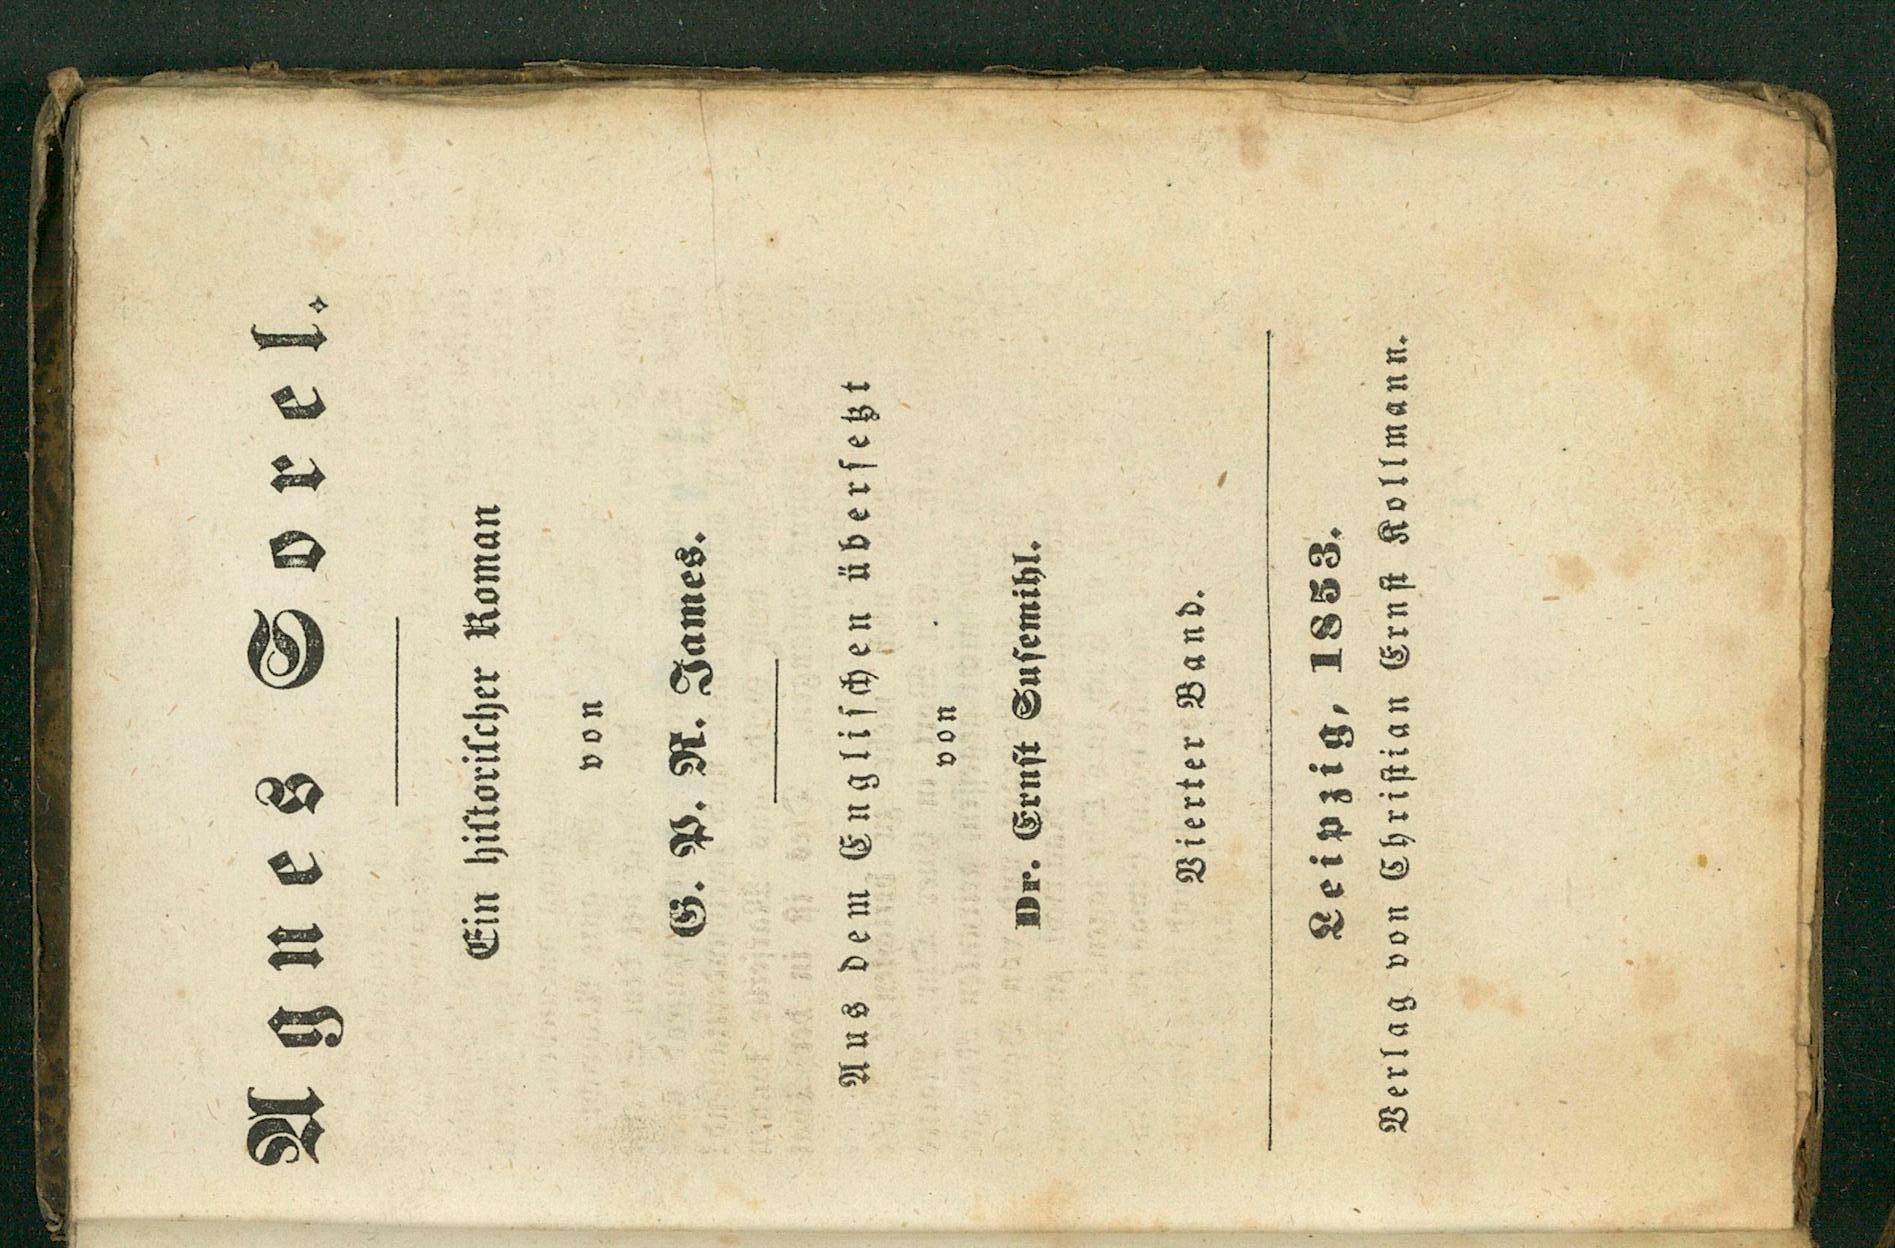 Agnes Sorel.
Ein hiſtoriſcher Roman
von
G. P. R. James.
Aus dem Engliſchen überſetzt
von
Dr. Ernſt Suſemihl.
Vierter Band.
Leipzig, 1853.
Verlag von Chriſtian Ernſt Kollmann.